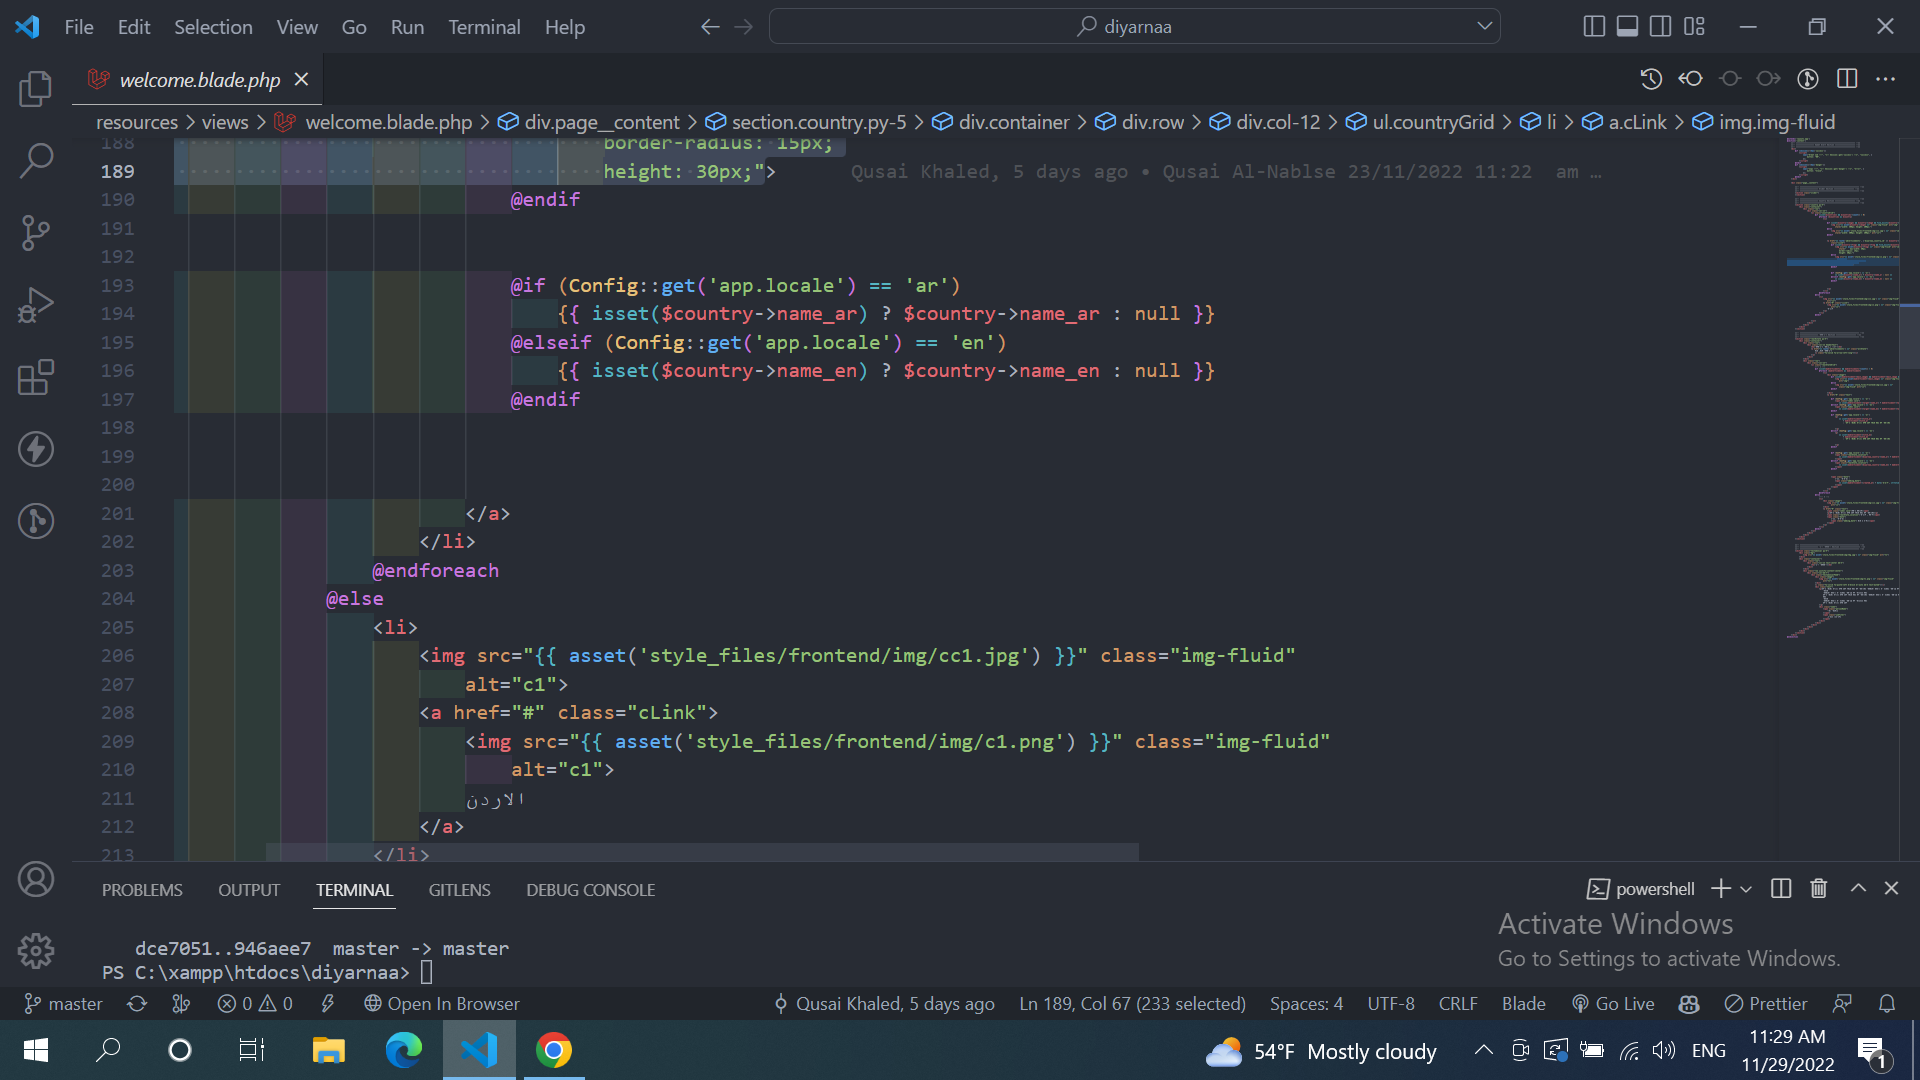 File Edit Selection View Go Run Terminal Help
diyarnaa
welcome.blade.php
resources > views > welcome.blade.php > div.page__content > section.country.py-5 > div.container > div.row > div.col-12 > ul.countryGrid > li > a.cLink > img.img-fluid
188 border-radius: 15px;
189 height: 30px;"> Qusai Khaled, 5 days ago • Qusai Al-Nablse 23/11/2022 11:22 am …
190 @endif
191
192
193 @if (Config::get('app.locale') == 'ar')
194 {{ isset($country->name_ar) ? $country->name_ar : null }}
195 @elseif (Config::get('app.locale') == 'en')
196 {{ isset($country->name_en) ? $country->name_en : null }}
197 @endif
198
199
200
201 </a>
202 </li>
203 @endforeach
204 @else
205 <li>
206 <img src="{{ asset('style_files/frontend/img/cc1.jpg') }}" class="img-fluid"
207 alt="c1">
208 <a href="#" class="cLink">
209 <img src="{{ asset('style_files/frontend/img/c1.png') }}" class="img-fluid"
210 alt="c1">
211 الاردن
212 </a>
213 </li>
PROBLEMS OUTPUT TERMINAL GITLENS DEBUG CONSOLE
powershell
dce7051..946aee7 master -> master
PS C:\xampp\htdocs\diyarnaa>
Activate Windows
Go to Settings to activate Windows.
master 0 0 Open In Browser Qusai Khaled, 5 days ago Ln 189, Col 67 (233 selected) Spaces: 4 UTF-8 CRLF Blade Go Live Prettier
54°F Mostly cloudy ENG
11:29 AM
11/29/2022
1